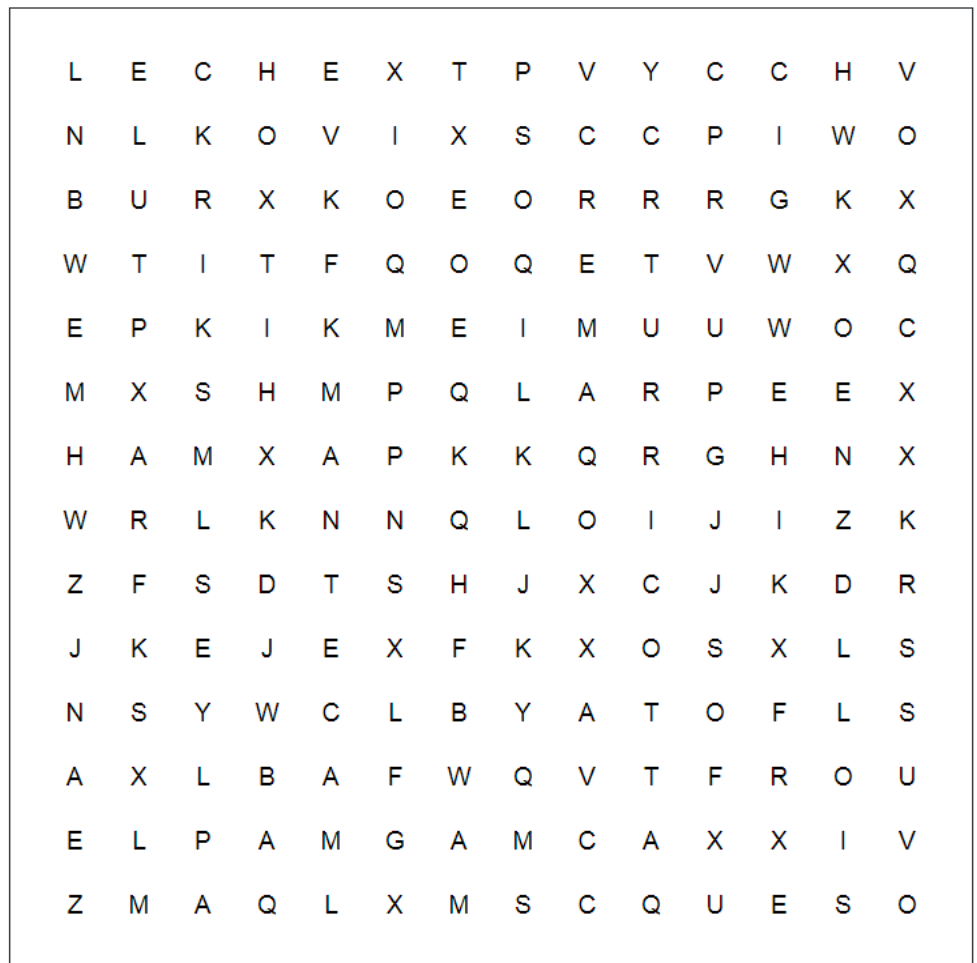 L E C H E X T P V Y C C H V
N L K O V I X S C C P I W O
B U R X K O E O R R R G K X
W T I T F Q O Q E T V W X Q
E P K I K M E I M U U W O C
M X S H M P Q L A R P E E X
H A M X A P K K Q R G H N X
W R L K N N Q L O I J I Z K
Z F S D T S H J X C J K D R
J K E J E X F K X O S X L S
N S Y W C L B Y A T O F L S
A X L B A F W Q V T F R O U
E L P A M G A M C A X X I V
Z M A Q L X M S C Q U E S O